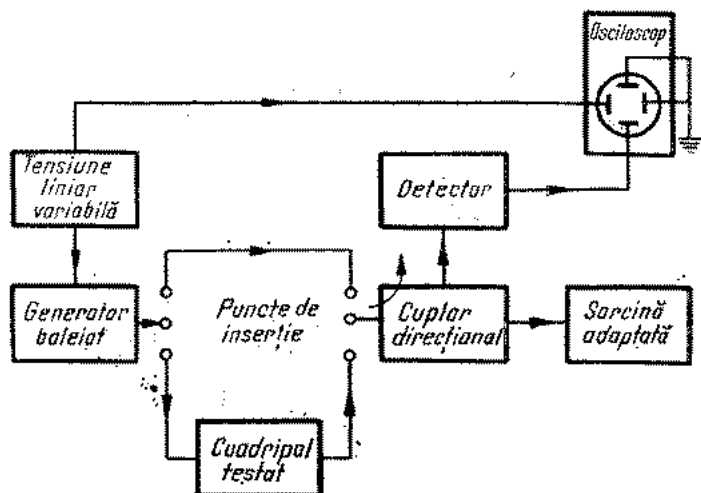 Osciloscop
Tensiune
liniar
variabilă
Detector
Generator
baleiat
Puncte de
inserție
Cuplor
direcțional
Sarcină
adaptată
Cuadripol
testat